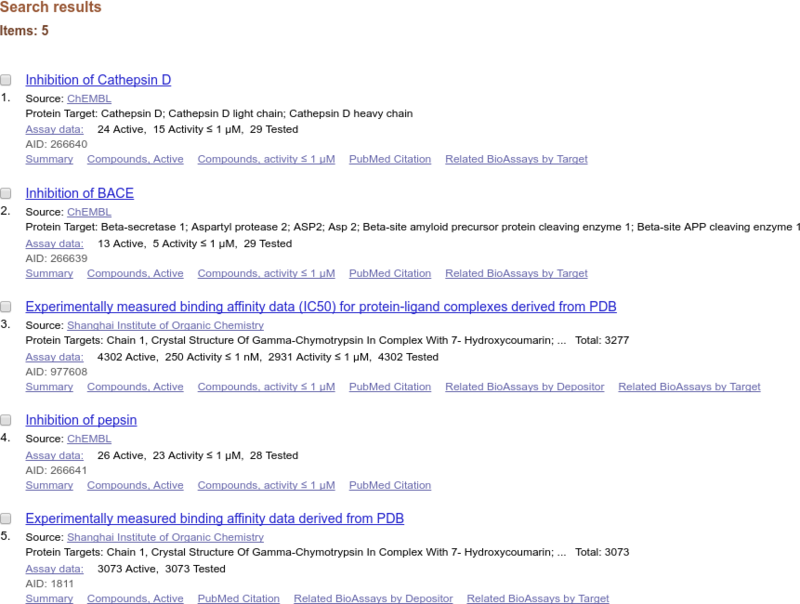 Search results
Items: 5
Inhibition of Cathepsin D
1. Source: ChEMBL
Protein Target: Cathepsin D; Cathepsin D light chain; Cathepsin D heavy chain
Assay data: 24 Active, 15 Activity ≤ 1 µM, 29 Tested
AID: 266640
Summary Compounds, Active Compounds, activity ≤ 1 µM PubMed Citation Related BioAssays by Target
Inhibition of BACE
2. Source: ChEMBL
Protein Target: Beta-secretase 1; Aspartyl protease 2; ASP2; Asp 2; Beta-site amyloid precursor protein cleaving enzyme 1; Beta-site APP cleaving enzyme 1
Assay data: 13 Active, 5 Activity ≤ 1 µM, 29 Tested
AID: 266639
Summary Compounds, Active Compounds, activity ≤ 1 µM PubMed Citation Related BioAssays by Target
Experimentally measured binding affinity data (IC50) for protein-ligand complexes derived from PDB
3. Source: Shanghai Institute of Organic Chemistry
Protein Targets: Chain 1, Crystal Structure Of Gamma-Chymotrypsin In Complex With 7- Hydroxycoumarin; ... Total: 3277
Assay data: 4302 Active, 250 Activity ≤ 1 nM, 2931 Activity ≤ 1 µM, 4302 Tested
AID: 977608
Summary Compounds, Active Compounds, activity ≤ 1 µM PubMed Citation Related BioAssays by Depositor Related BioAssays by Target
Inhibition of pepsin
4. Source: ChEMBL
Assay data: 26 Active, 23 Activity ≤ 1 µM, 28 Tested
AID: 266641
Summary Compounds, Active Compounds, activity ≤ 1 µM PubMed Citation
Experimentally measured binding affinity data derived from PDB
5. Source: Shanghai Institute of Organic Chemistry
Protein Targets: Chain 1, Crystal Structure Of Gamma-Chymotrypsin In Complex With 7- Hydroxycoumarin; ... Total: 3073
Assay data: 3073 Active, 3073 Tested
AID: 1811
Summary Compounds, Active PubMed Citation Related BioAssays by Depositor Related BioAssays by Target